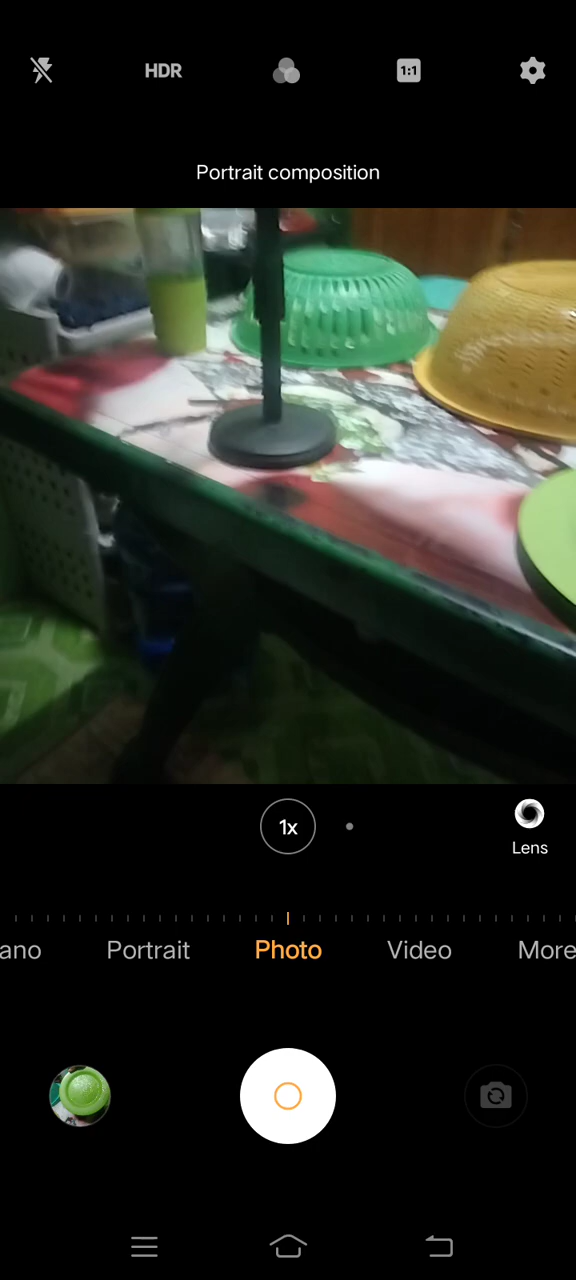 HDR
1:1
Portrait composition
1x
Lens
ano
Portrait
Photo
Video
More